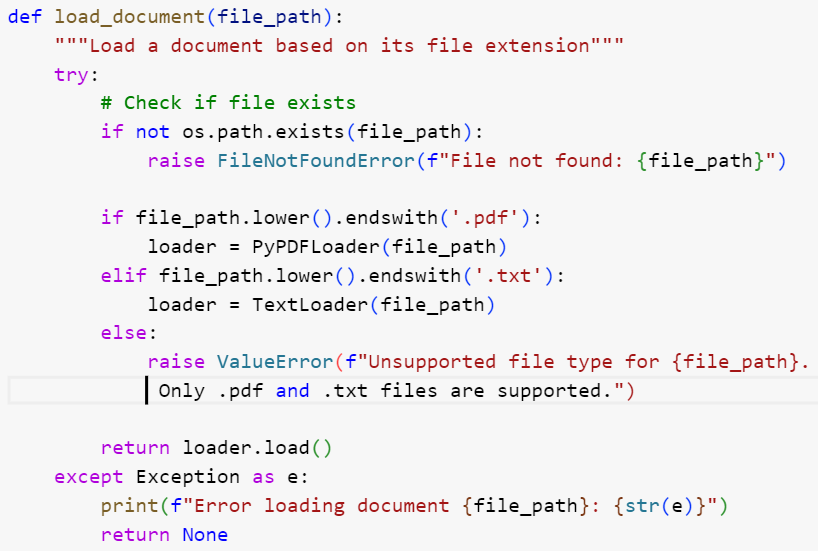 def load_document(file_path):
    """Load a document based on its file extension"""
    try:
        # Check if file exists
        if not os.path.exists(file_path):
            raise FileNotFoundError(f"File not found: {file_path}")

        if file_path.lower().endswith('.pdf'):
            loader = PyPDFLoader(file_path)
        elif file_path.lower().endswith('.txt'):
            loader = TextLoader(file_path)
        else:
            raise ValueError(f"Unsupported file type for {file_path}.
             Only .pdf and .txt files are supported.")

        return loader.load()
    except Exception as e:
        print(f"Error loading document {file_path}: {str(e)}")
        return None